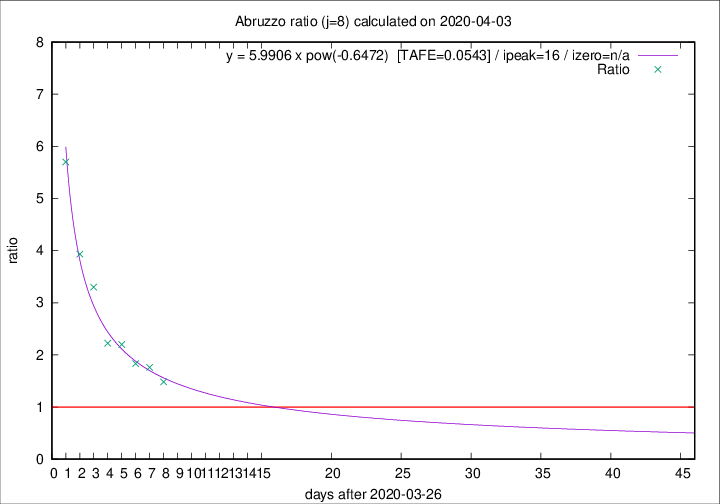 Abruzzo ratio (j=8) calculated on 2020-04-03
y = 5.9906 x pow(-0.6472) [TAFE=0.0543] / ipeak=16 / izero=n/a
Ratio
8
7
6
5
4
3
2
1
0
ratio
0 1 2 3 4 5 6 7 8 9 10 11 12 13 14 15 20 25 30 35 40 45
days after 2020-03-26